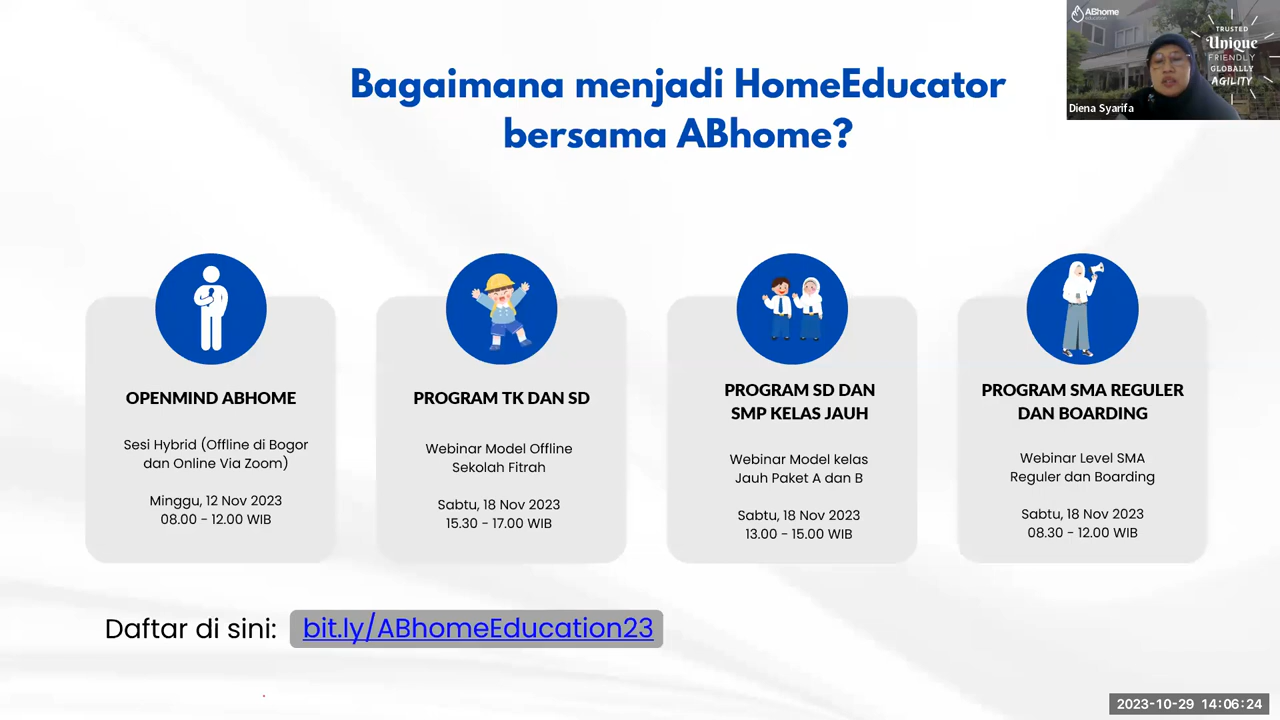 Bagaimana menjadi HomeEducator
bersama ABhome?
ABhome
education
TRUSTED
Unique
FRIENDLY
GLOBALLY
AGILITY
Diena Syarifa
OPENMIND ABHOME
Sesi Hybrid (Offline di Bogor
dan Online Via Zoom)
Minggu, 12 Nov 2023
08.00 - 12.00 WIB
PROGRAM TK DAN SD
Webinar Model Offline
Sekolah Fitrah
Sabtu, 18 Nov 2023
15.30 - 17.00 WIB
PROGRAM SD DAN
SMP KELAS JAUH
Webinar Model kelas
Jauh Paket A dan B
Sabtu, 18 Nov 2023
13.00 - 15.00 WIB
PROGRAM SMA REGULER
DAN BOARDING
Webinar Level SMA
Reguler dan Boarding
Sabtu, 18 Nov 2023
08.30 - 12.00 WIB
Daftar di sini: bit.ly/ABhomeEducation23
2023-10-29 14:06:24